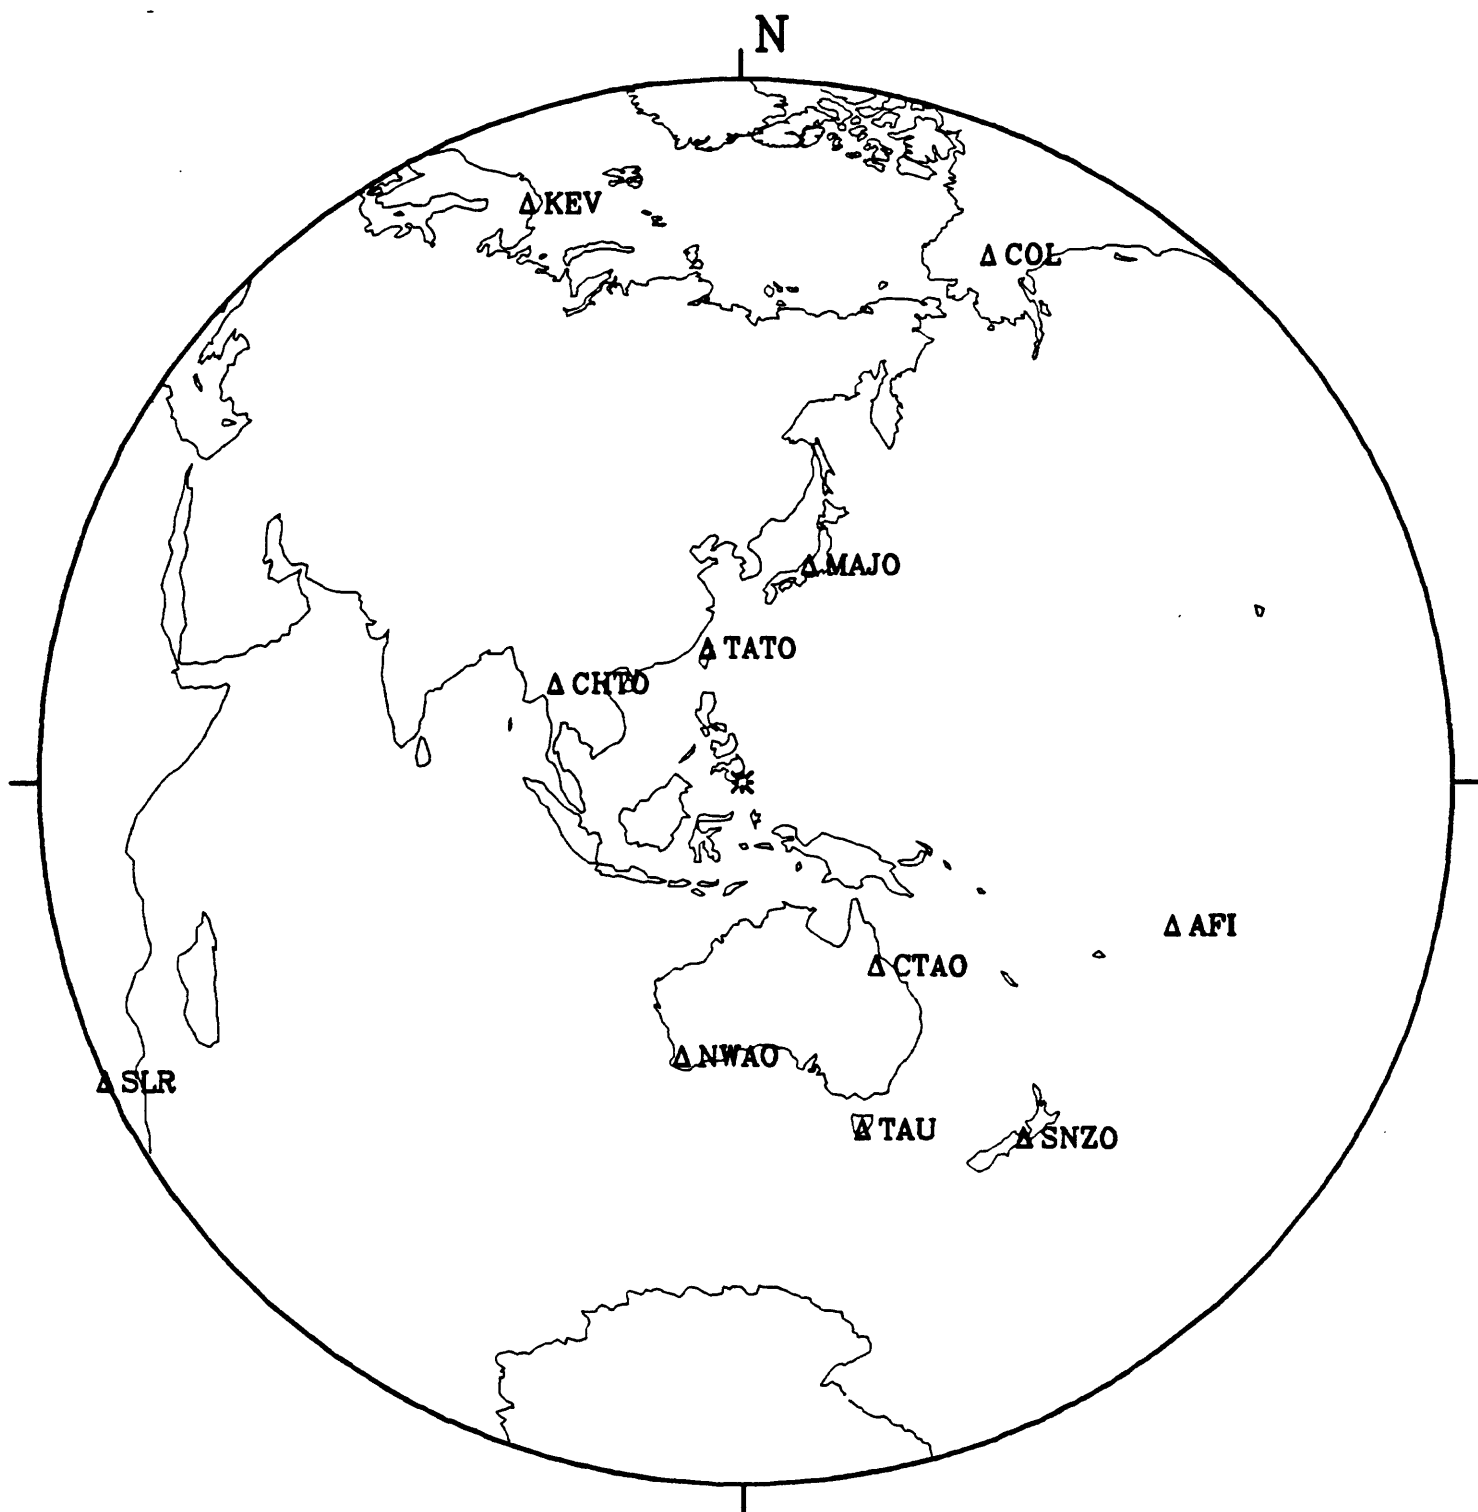 N
KEV
COL
MAJO
TATO
CHTO
AFI
CTAO
NWAO
SLR
TAU
SNZO